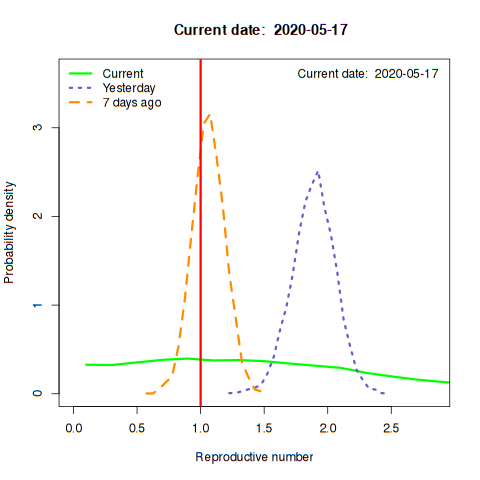 Current date:  2020-05-17
Current date:  2020-05-17
Current
Yesterday
7 days ago
Probability density
3
2
1
0
0.0 0.5 1.0 1.5 2.0 2.5
Reproductive number